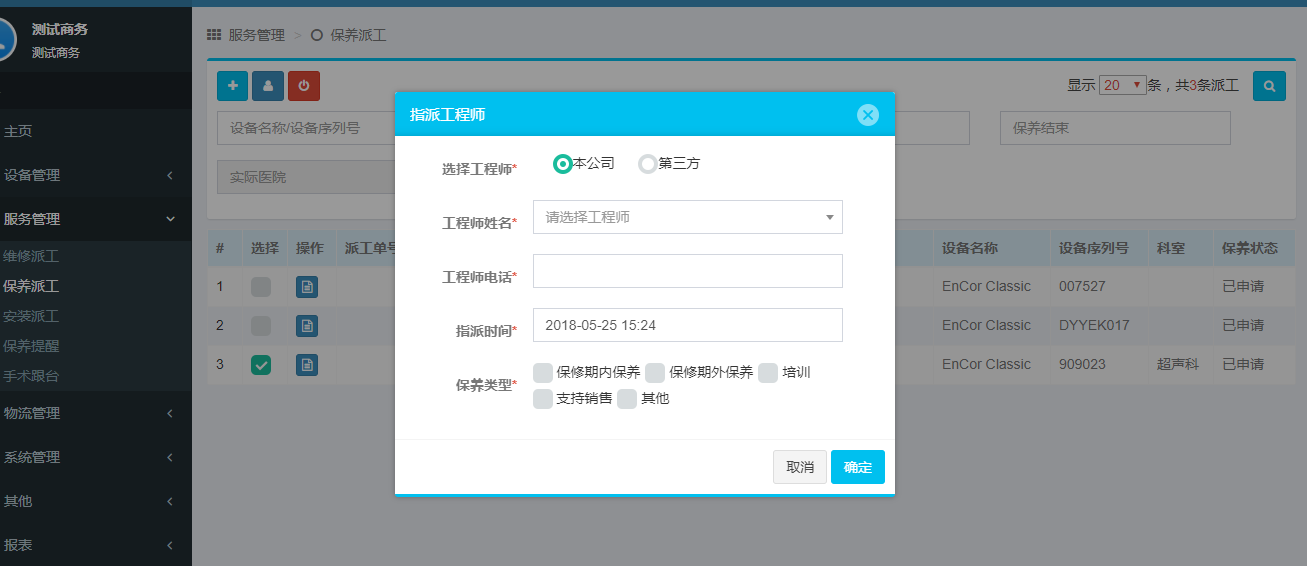 测试商务
测试商务
主页
设备管理
服务管理
维修派工
保养派工
安装派工
保养提醒
手术跟台
物流管理
系统管理
其他
报表
服务管理 > 保养派工
显示 20 条，共3条派工
设备名称/设备序列号
保养结束
实际医院
# 选择 操作 派工单号 设备名称 设备序列号 科室 保养状态
1 EnCor Classic 007527 已申请
2 EnCor Classic DYYEK017 已申请
3 EnCor Classic 909023 超声科 已申请
指派工程师
选择工程师* 本公司 第三方
工程师姓名* 请选择工程师
工程师电话*
指派时间* 2018-05-25 15:24
保养类型* 保修期内保养 保修期外保养 培训
支持销售 其他
取消 确定